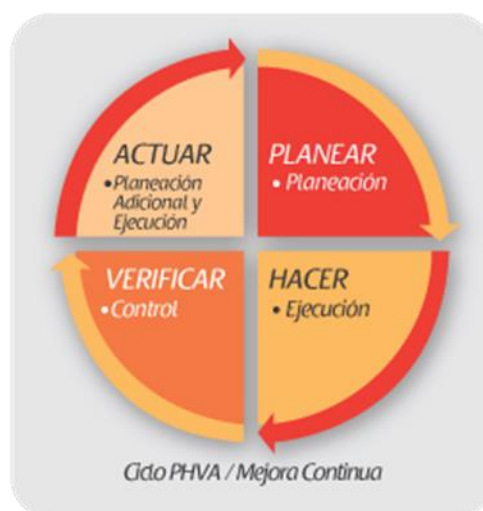 ACTUAR
•Planeación
Adicional y
Ejecución
PLANEAR
• Planeación
VERIFICAR
•Control
HACER
• Ejecución
Ciclo PHVA / Mejora Continua